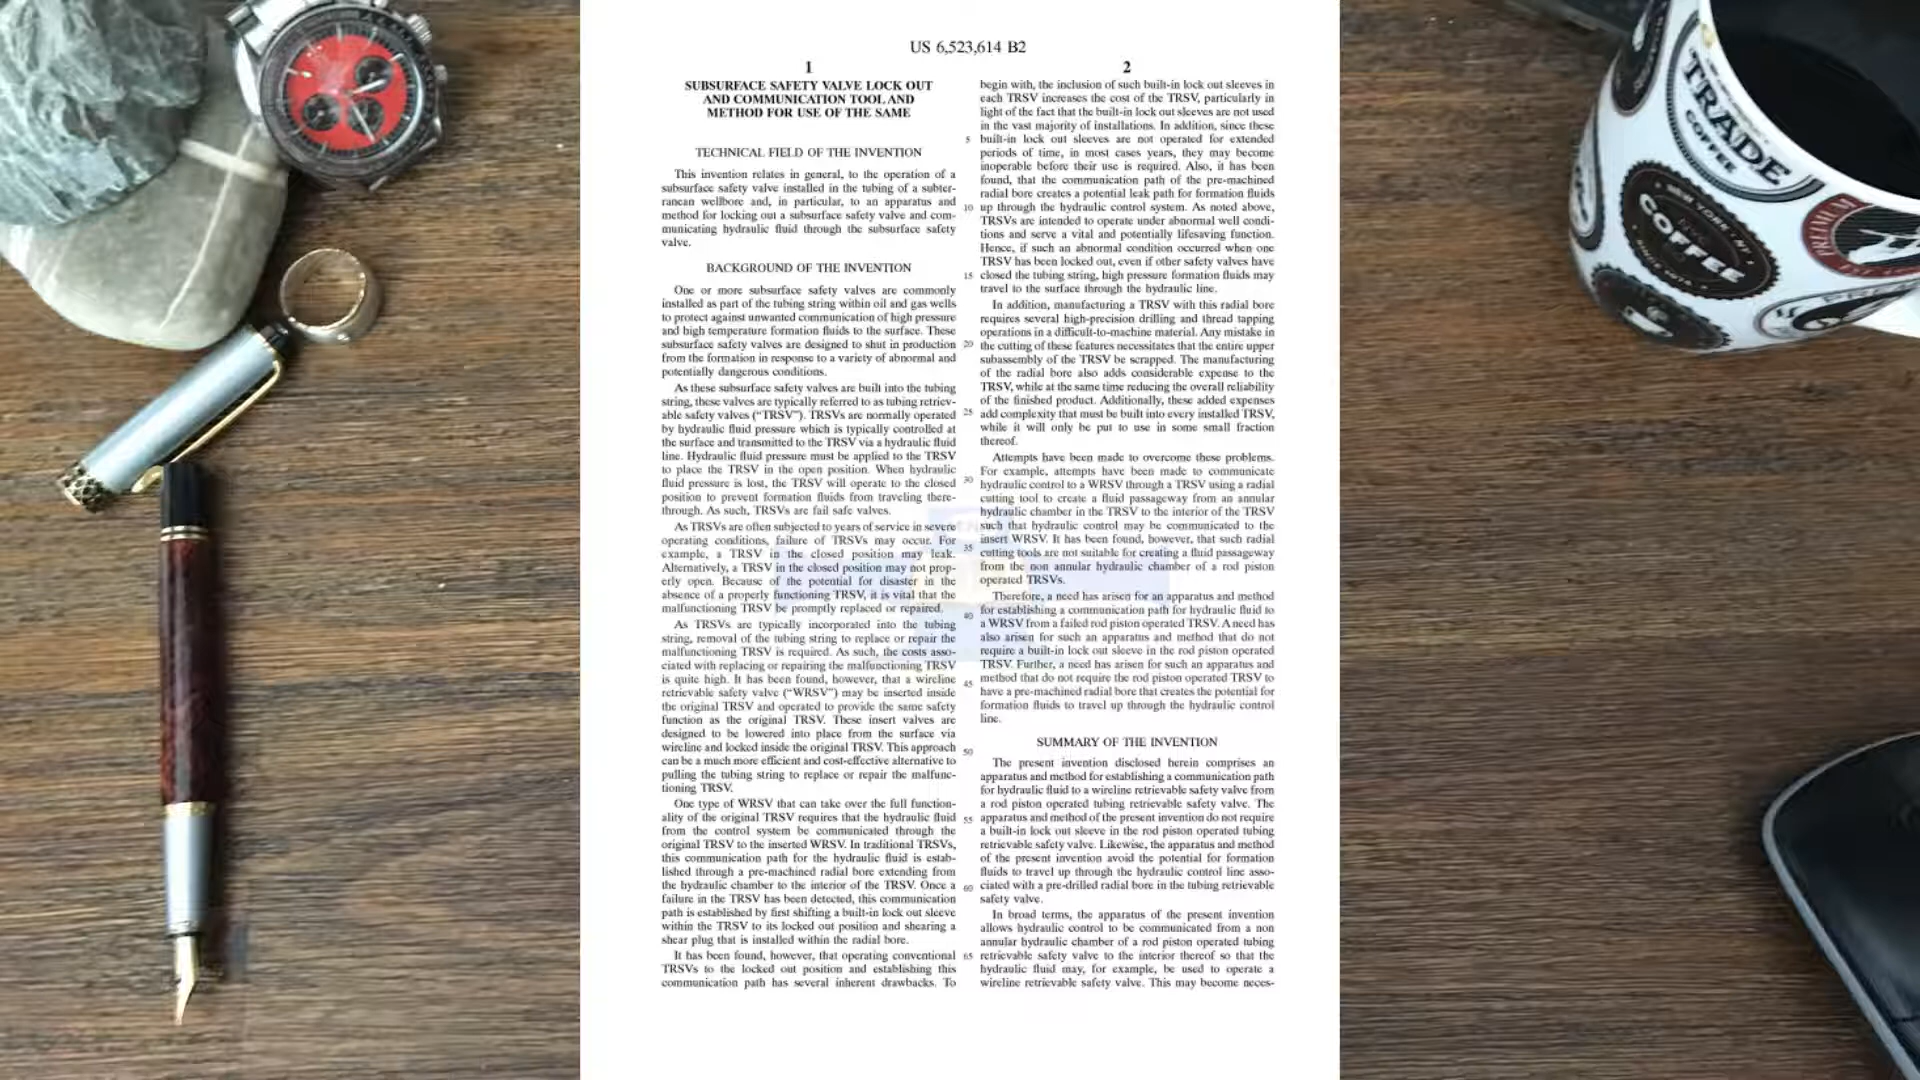 US 6,523,614 B2
1
SUBSURFACE SAFETY VALVE LOCK OUT
AND COMMUNICATION TOOL AND
METHOD FOR USE OF THE SAME
TECHNICAL FIELD OF THE INVENTION
This invention relates in general, to the operation of a
subsurface safety valve installed in the tubing of a subter-
ranean wellbore and, in particular, to an apparatus and
method for locking out a subsurface safety valve and com-
municating hydraulic fluid through the subsurface safety
valve.
BACKGROUND OF THE INVENTION
One or more subsurface safety valves are commonly
installed as part of the tubing string within oil and gas wells
to protect against unwanted communication of high pressure
and high temperature formation fluids to the surface. These
subsurface safety valves are designed to shut in production
from the formation in response to a variety of abnormal and
potentially dangerous conditions.
As these subsurface safety valves are built into the tubing
string, these valves are typically referred to as tubing retriev-
able safety valves (“TRSV”). TRSVs are normally operated
by hydraulic fluid pressure which is typically controlled at
the surface and transmitted to the TRSV via a hydraulic fluid
line. Hydraulic fluid pressure must be applied to the TRSV
to place the TRSV in the open position. When hydraulic
fluid pressure is lost, the TRSV will operate to the closed
position to prevent formation fluids from traveling there-
through. As such, TRSVs are fail safe valves.
As TRSVs are often subjected to years of service in severe
operating conditions, failure of TRSVs may occur. For
example, a TRSV in the closed position may leak.
Alternatively, a TRSV in the closed position may not prop-
erly open. Because of the potential for disaster in the
absence of a properly functioning TRSV, it is vital that the
malfunctioning TRSV be promptly replaced or repaired.
As TRSVs are typically incorporated into the tubing
string, removal of the tubing string to replace or repair the
malfunctioning TRSV is required. As such, the costs asso-
ciated with replacing or repairing the malfunctioning TRSV
is quite high. It has been found, however, that a wireline
retrievable safety valve (“WRSV”) may be inserted inside
the original TRSV and operated to provide the same safety
function as the original TRSV. These insert valves are
designed to be lowered into place from the surface via
wireline and locked inside the original TRSV. This approach
can be a much more efficient and cost-effective alternative to
pulling the tubing string to replace or repair the malfunc-
tioning TRSV.
One type of WRSV that can take over the full function-
ality of the original TRSV requires that the hydraulic fluid
from the control system be communicated through the
original TRSV to the inserted WRSV. In traditional TRSVs,
this communication path for the hydraulic fluid is estab-
lished through a pre-machined radial bore extending from
the hydraulic chamber to the interior of the TRSV. Once a
failure in the TRSV has been detected, this communication
path is established by first shifting a built-in lock out sleeve
within the TRSV to its locked out position and shearing a
shear plug that is installed within the radial bore.
It has been found, however, that operating conventional
TRSVs to the locked out position and establishing this
communication path has several inherent drawbacks. To
2
begin with, the inclusion of such built-in lock out sleeves in
each TRSV increases the cost of the TRSV, particularly in
light of the fact that the built-in lock out sleeves are not used
in the vast majority of installations. In addition, since these
5 built-in lock out sleeves are not operated for extended
periods of time, in most cases years, they may become
inoperable before their use is required. Also, it has been
found, that the communication path of the pre-machined
radial bore creates a potential leak path for formation fluids
10 up through the hydraulic control system. As noted above,
TRSVs are intended to operate under abnormal well condi-
tions and serve a vital and potentially lifesaving function.
Hence, if such an abnormal condition occurred when one
TRSV has been locked out, even if other safety valves have
15 closed the tubing string, high pressure formation fluids may
travel to the surface through the hydraulic line.
In addition, manufacturing a TRSV with this radial bore
requires several high-precision drilling and thread tapping
operations in a difficult-to-machine material. Any mistake in
20 the cutting of these features necessitates that the entire upper
subassembly of the TRSV be scrapped. The manufacturing
of the radial bore also adds considerable expense to the
TRSV, while at the same time reducing the overall reliability
of the finished product. Additionally, these added expenses
25 add complexity that must be built into every installed TRSV,
while it will only be put to use in some small fraction
thereof.
Attempts have been made to overcome these problems.
For example, attempts have been made to communicate
30 hydraulic control to a WRSV through a TRSV using a radial
cutting tool to create a fluid passageway from an annular
hydraulic chamber in the TRSV to the interior of the TRSV
such that hydraulic control may be communicated to the
insert WRSV. It has been found, however, that such radial
35 cutting tools are not suitable for creating a fluid passageway
from the non annular hydraulic chamber of a rod piston
operated TRSVs.
Therefore, a need has arisen for an apparatus and method
40 for establishing a communication path for hydraulic fluid to
a WRSV from a failed rod piston operated TRSV. A need has
also arisen for such an apparatus and method that do not
require a built-in lock out sleeve in the rod piston operated
TRSV. Further, a need has arisen for such an apparatus and
45 method that do not require the rod piston operated TRSV to
have a pre-machined radial bore that creates the potential for
formation fluids to travel up through the hydraulic control
line.
SUMMARY OF THE INVENTION
50
The present invention disclosed herein comprises an
apparatus and method for establishing a communication path
for hydraulic fluid to a wireline retrievable safety valve from
a rod piston operated tubing retrievable safety valve. The
55 apparatus and method of the present invention do not require
a built-in lock out sleeve in the rod piston operated tubing
retrievable safety valve. Likewise, the apparatus and method
of the present invention avoid the potential for formation
fluids to travel up through the hydraulic control line asso-
60 ciated with a pre-drilled radial bore in the tubing retrievable
safety valve.
In broad terms, the apparatus of the present invention
allows hydraulic control to be communicated from a non
annular hydraulic chamber of a rod piston operated tubing
65 retrievable safety valve to the interior thereof so that the
hydraulic fluid may, for example, be used to operate a
wireline retrievable safety valve. This may become neces-
TRADE
COFFEE
NEW YORK
COFFEE
PREMIUM